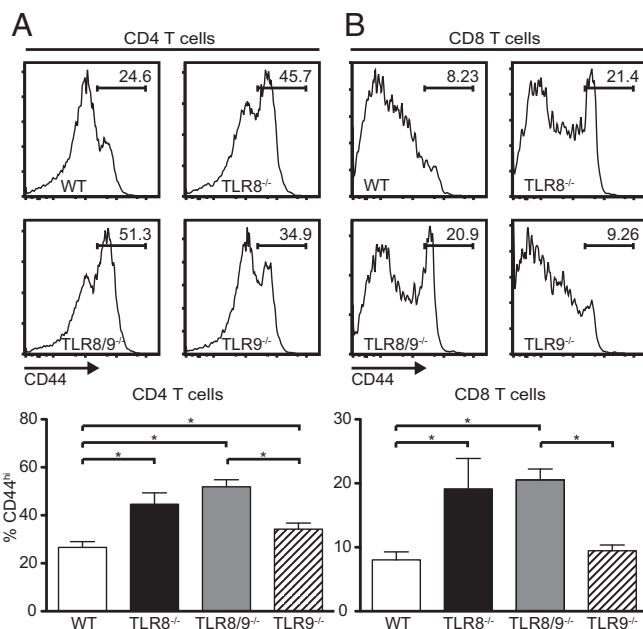 A
B
CD4 T cells
CD8 T cells
24.6
45.7
8.23
21.4
WT
TLR8-/-
WT
TLR8-/-
51.3
34.9
20.9
9.26
TLR8/9-/-
TLR9-/-
TLR8/9-/-
TLR9-/-
CD44
CD44
CD4 T cells
CD8 T cells
% CD44hi
80
60
40
20
0
* * * *
30
20
10
0
* * *
WT TLR8-/- TLR8/9-/- TLR9-/-
WT TLR8-/- TLR8/9-/- TLR9-/-